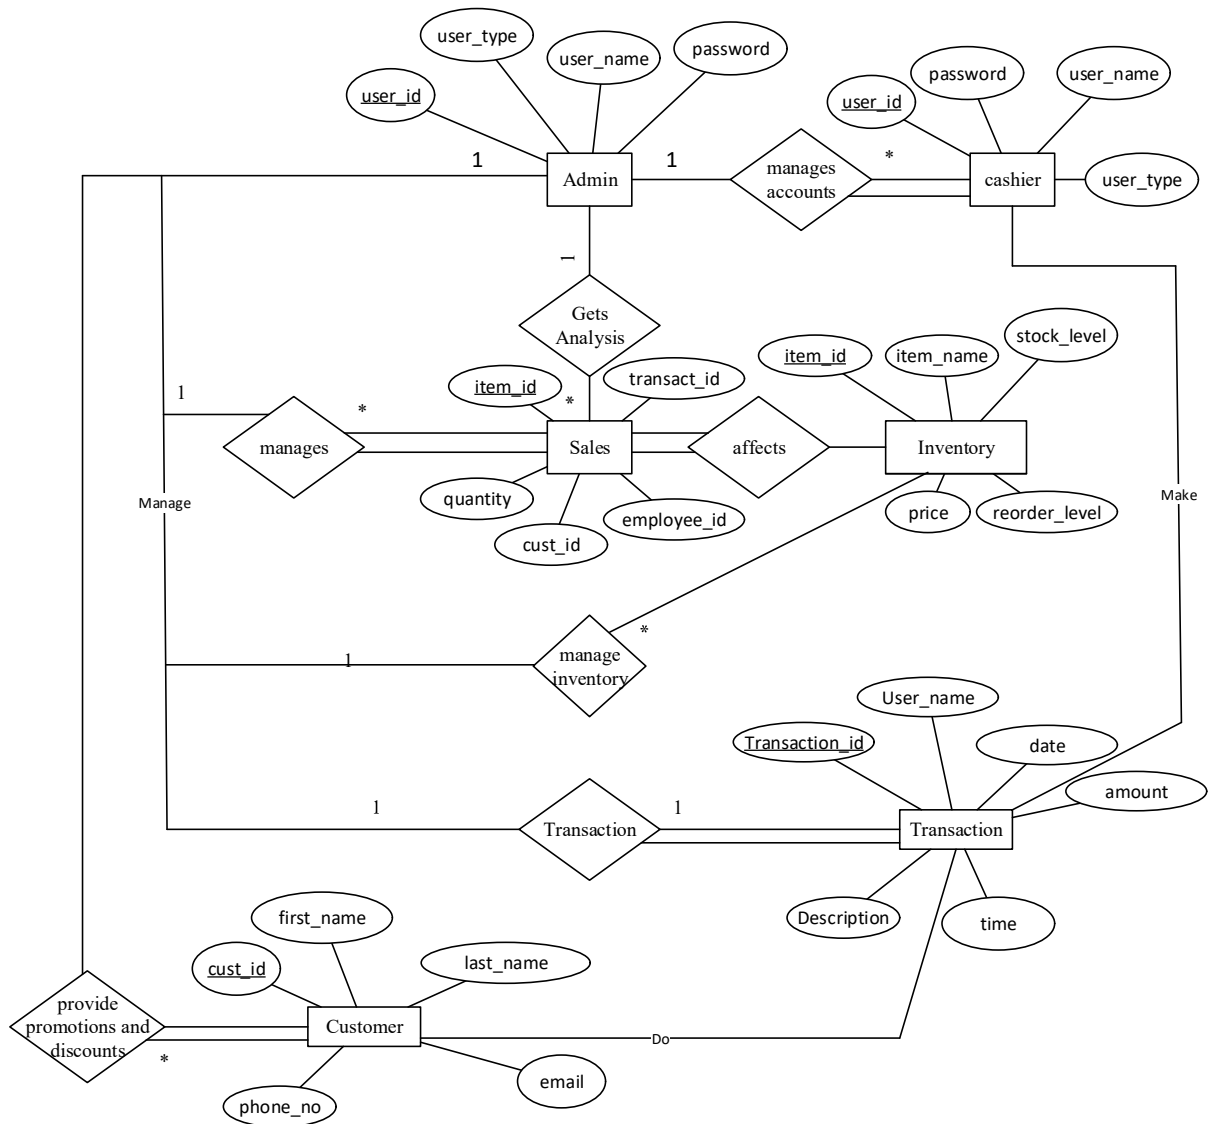 user_type
password
user_name
user_id
password
user_name
user_id
1
Admin
1
manages
accounts
*
cashier
user_type
1
Gets
Analysis
item_id
item_name
stock_level
item_id
*
transact_id
1
*
manages
Sales
affects
Inventory
Manage
quantity
cust_id
employee_id
price
reorder_level
Make
*
1
manage
inventory
User_name
Transaction_id
date
amount
1
Transaction
1
Transaction
Description
time
first_name
cust_id
last_name
provide
promotions and
discounts
*
Customer
Do
email
phone_no